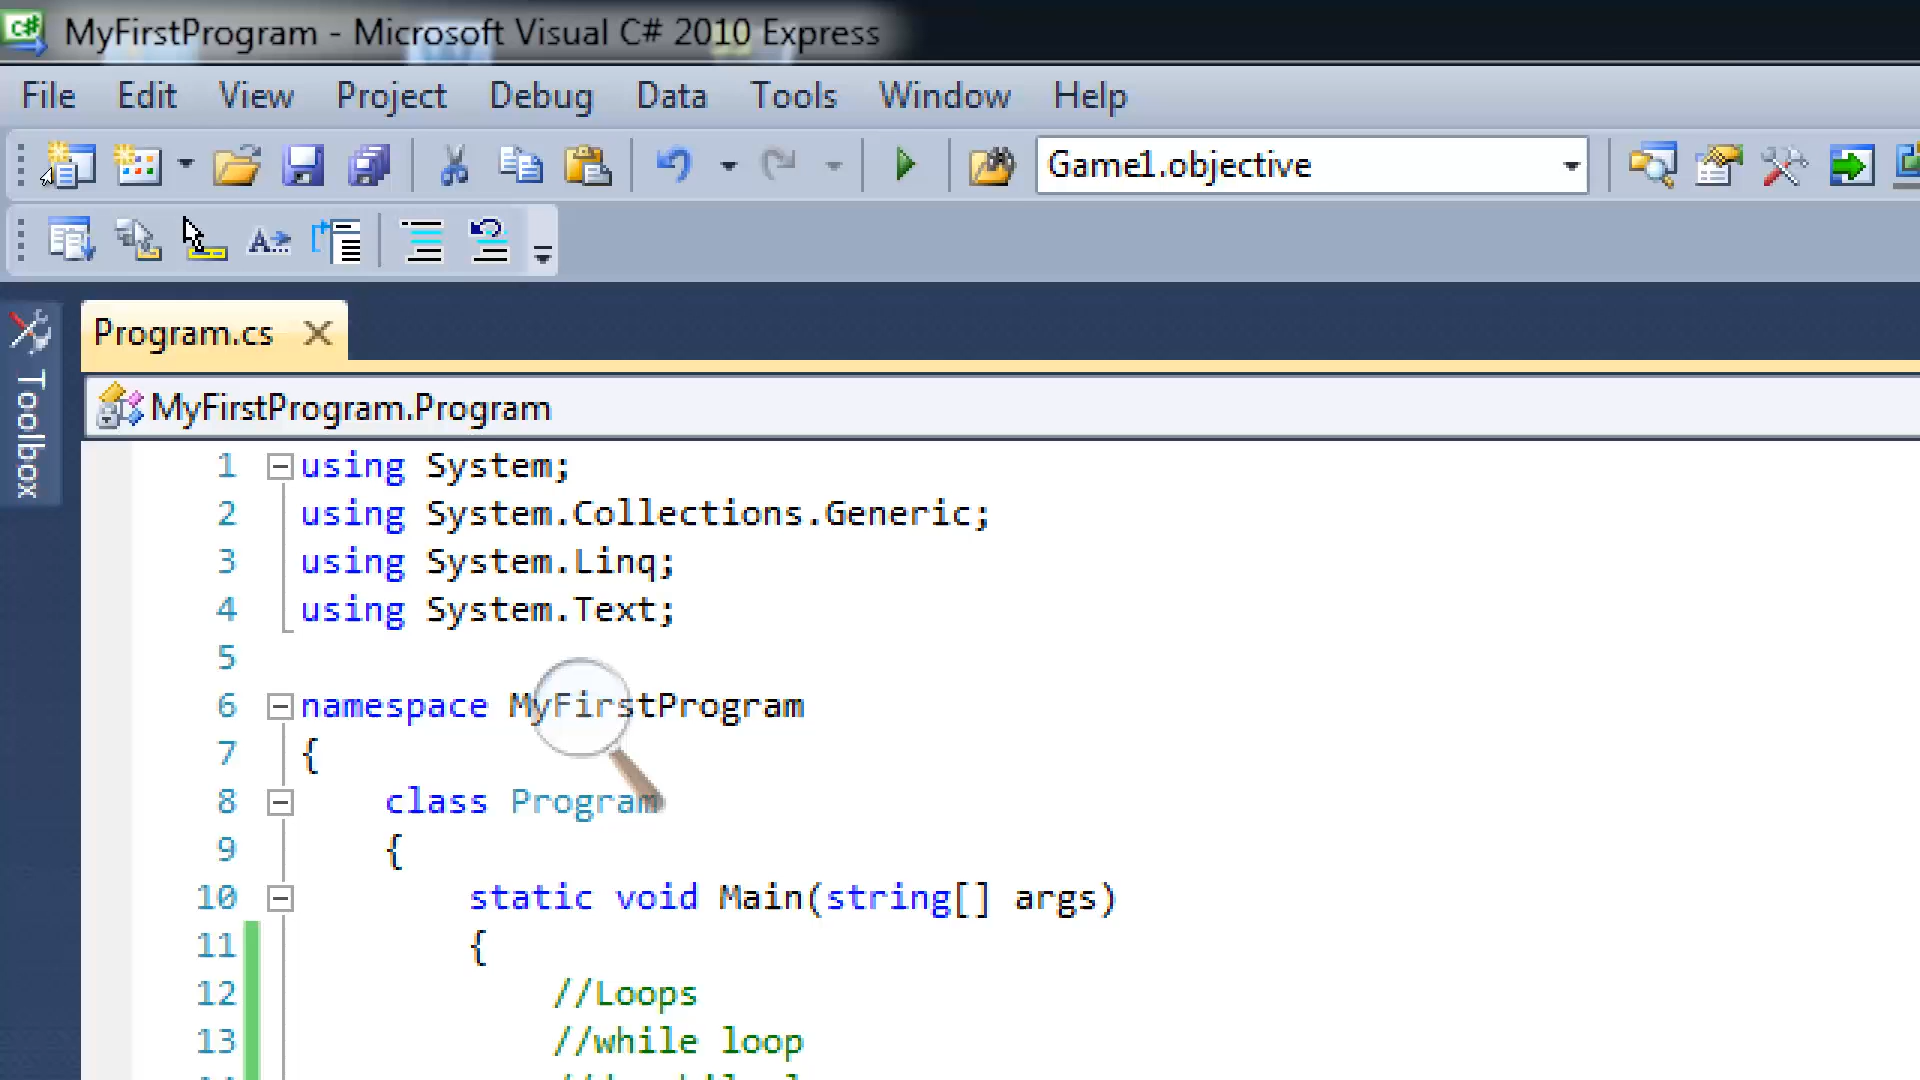 MyFirstProgram - Microsoft Visual C# 2010 Express
File Edit View Project Debug Data Tools Window Help
Game1.objective
Toolbox
Program.cs
MyFirstProgram.Program
1 using System;
2 using System.Collections.Generic;
3 using System.Linq;
4 using System.Text;
5
6 namespace MyFirstProgram
7 {
8 class Program
9 {
10 static void Main(string[] args)
11 {
12 //Loops
13 //while loop